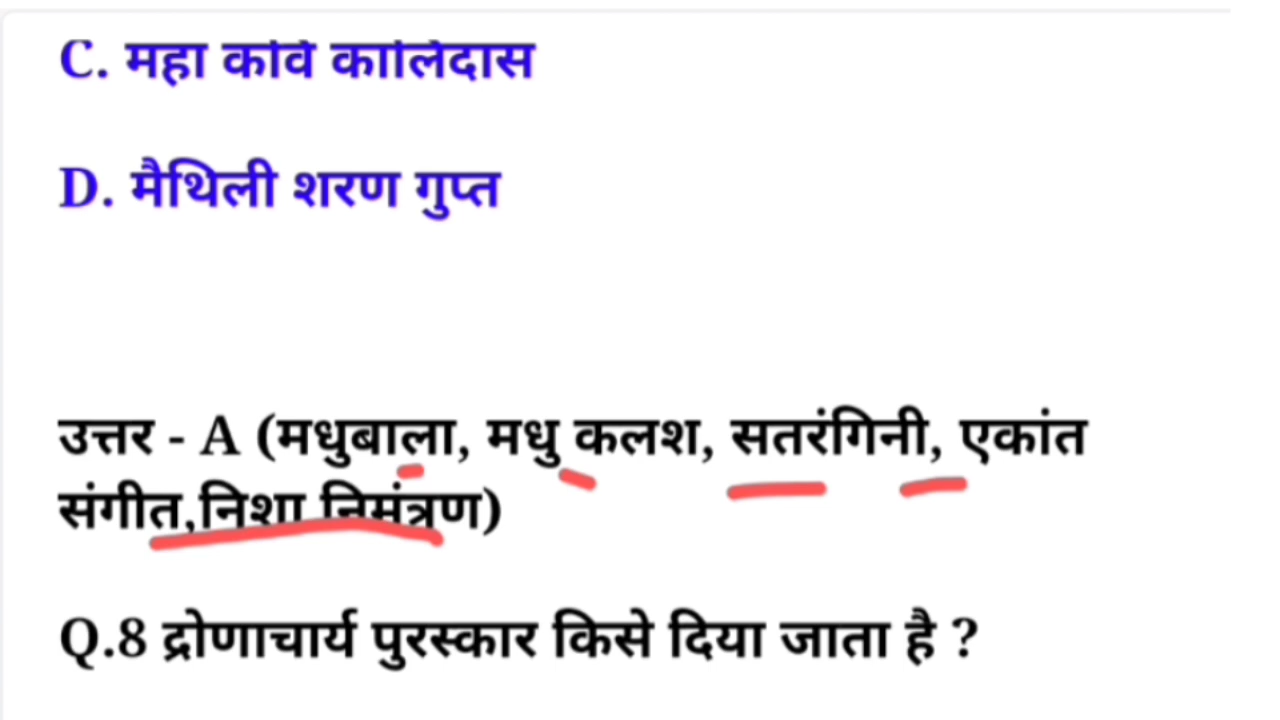 C. महा कवि कालिदास
D. मैथिली शरण गुप्त
उत्तर - A (मधुबाला, मधु कलश, सतरंगिनी, एकांत
संगीत,निशा निमंत्रण)
Q.8 द्रोणाचार्य पुरस्कार किसे दिया जाता है ?